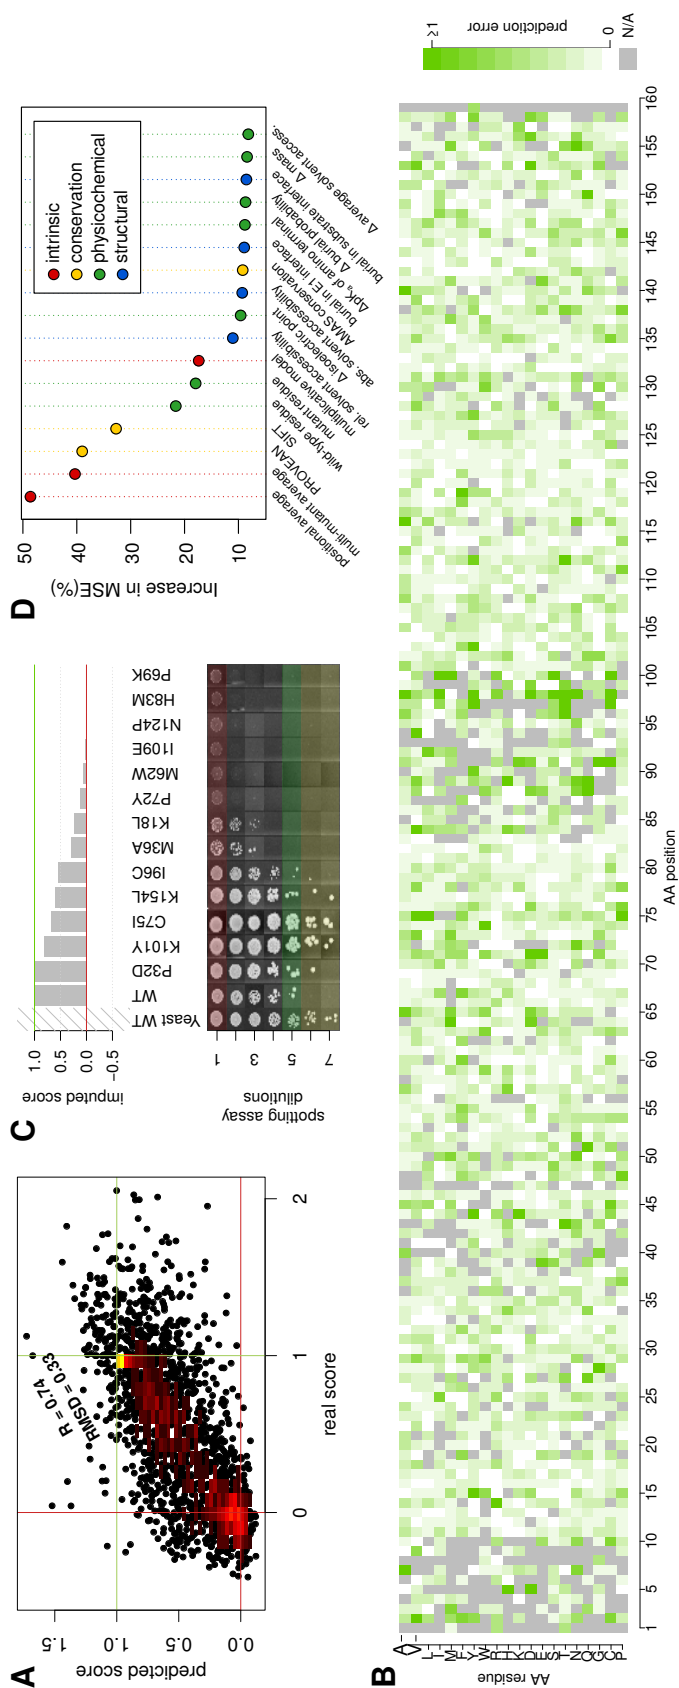 A
predicted score
1.5
1.0
0.5
0.0
R = 0.74
RMSD = 0.33
0
1
2
real score
C
imputed score
1.0
0.5
0.0
−0.5
Yeast WT
WT
P32D
K101Y
C75I
K154L
I96C
M36A
K18L
P72Y
M62W
I109E
N124P
H83M
P69K
spotting assay
dilutions
1
3
5
7
D
Increase in MSE(%)
50
40
30
20
10
intrinsic
conservation
physicochemical
structural
positional average
multi-mutant average
PROVEAN
SIFT
wild-type residue
mutant residue
multiplicative model
rel. solvent accessibility
Δ isoelectric point
abs. solvent accessibility
AMAS conservation
burial in E1 interface
ΔpKa of amino terminal
Δ burial probability
burial in substrate interface
Δ mass
Δ average solvent access.
B
AA residue
A
V
L
I
M
F
Y
W
R
H
K
D
E
S
T
N
Q
G
C
P
1
5
10
15
20
25
30
35
40
45
50
55
60
65
70
75
80
85
90
95
100
105
110
115
120
125
130
135
140
145
150
155
160
AA position
prediction error
≥1
0
N/A